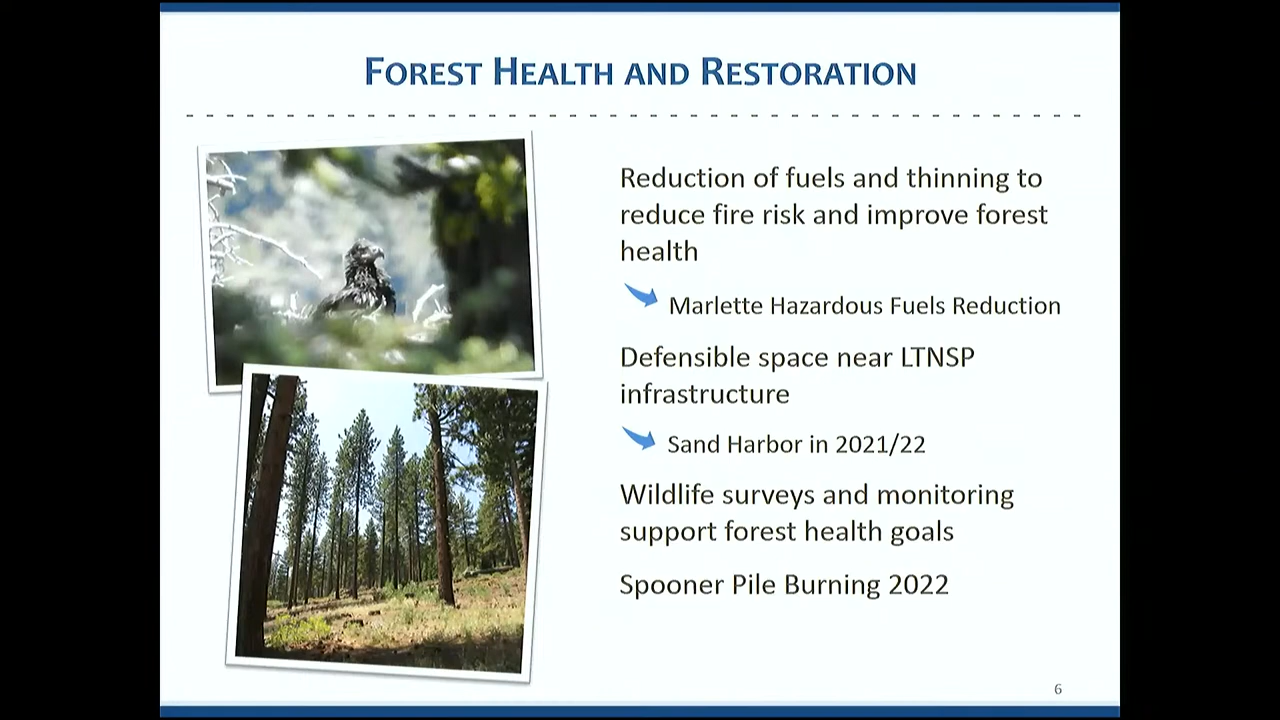 FOREST HEALTH AND RESTORATION
Reduction of fuels and thinning to
reduce fire risk and improve forest
health
Marlette Hazardous Fuels Reduction
Defensible space near LTNSP
infrastructure
Sand Harbor in 2021/22
Wildlife surveys and monitoring
support forest health goals
Spooner Pile Burning 2022
6